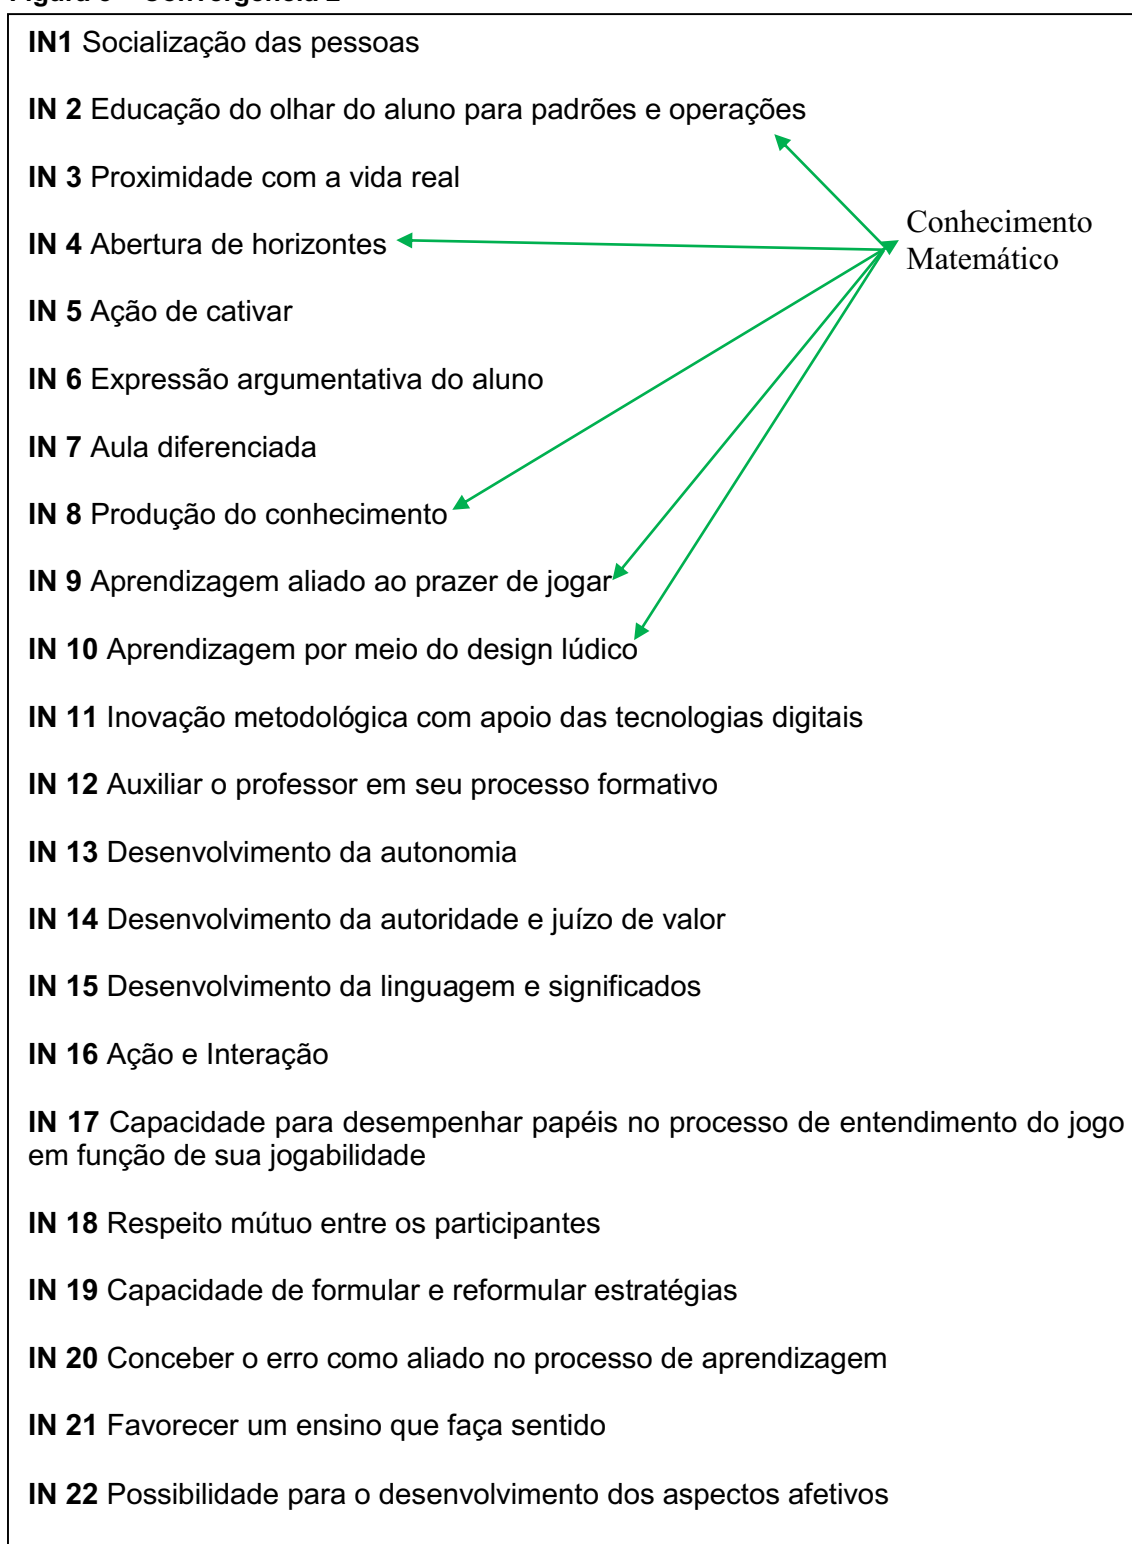 IN1 Socialização das pessoas
IN 2 Educação do olhar do aluno para padrões e operações
IN 3 Proximidade com a vida real
Conhecimento
Matemático
IN 4 Abertura de horizontes
IN 5 Ação de cativar
IN 6 Expressão argumentativa do aluno
IN 7 Aula diferenciada
IN 8 Produção do conhecimento
IN 9 Aprendizagem aliado ao prazer de jogar
IN 10 Aprendizagem por meio do design lúdico
IN 11 Inovação metodológica com apoio das tecnologias digitais
IN 12 Auxiliar o professor em seu processo formativo
IN 13 Desenvolvimento da autonomia
IN 14 Desenvolvimento da autoridade e juízo de valor
IN 15 Desenvolvimento da linguagem e significados
IN 16 Ação e Interação
IN 17 Capacidade para desempenhar papéis no processo de entendimento do jogo
em função de sua jogabilidade
IN 18 Respeito mútuo entre os participantes
IN 19 Capacidade de formular e reformular estratégias
IN 20 Conceber o erro como aliado no processo de aprendizagem
IN 21 Favorecer um ensino que faça sentido
IN 22 Possibilidade para o desenvolvimento dos aspectos afetivos